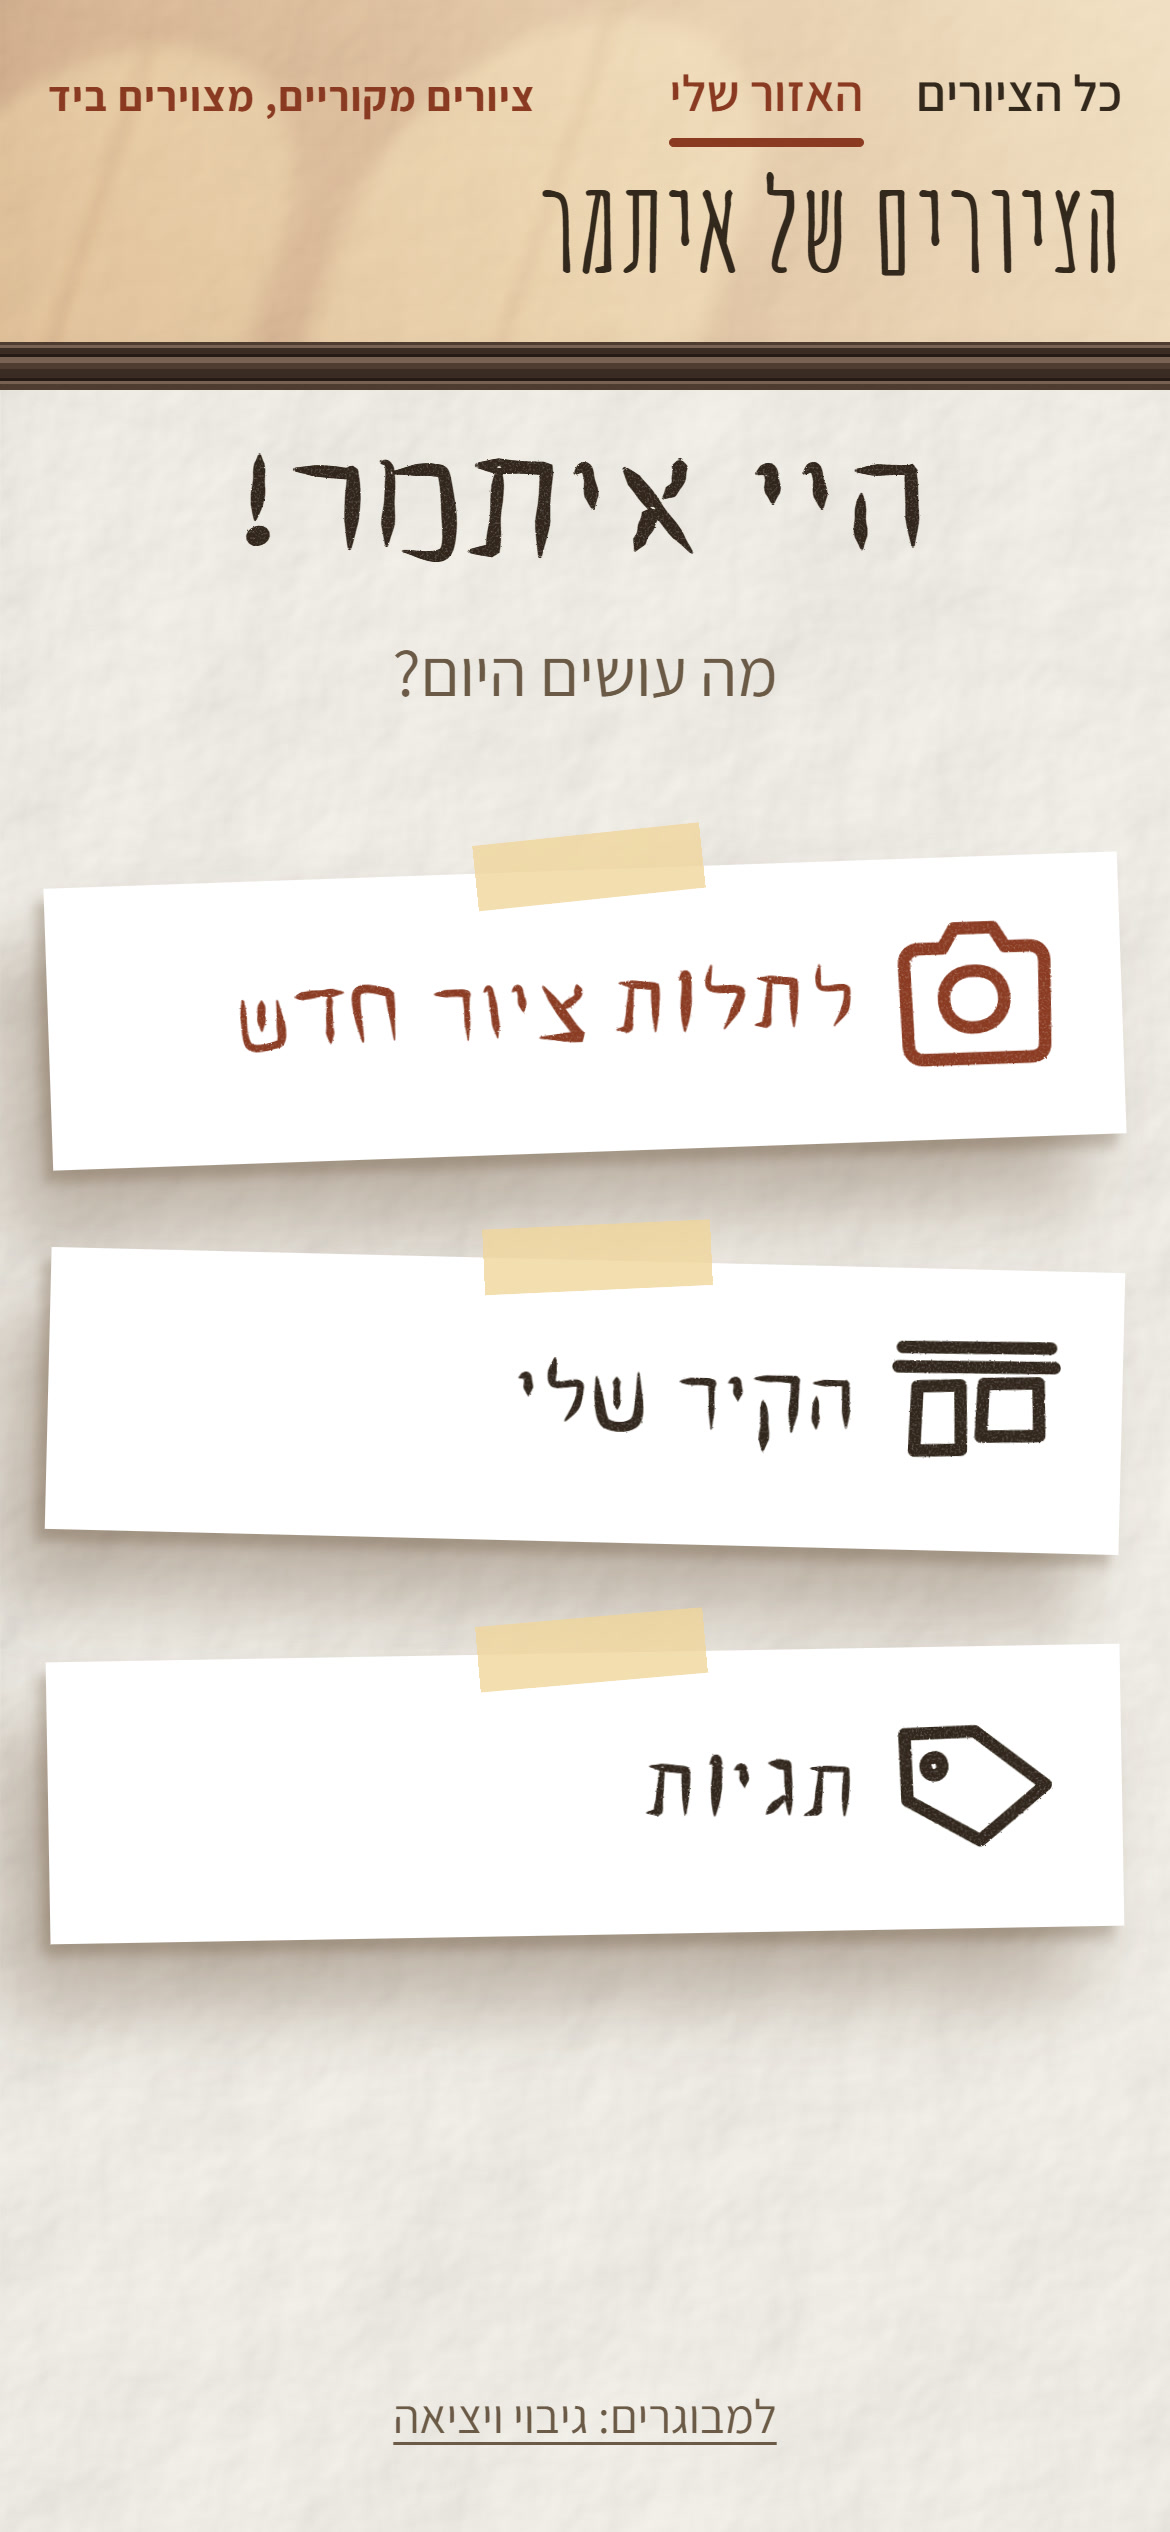 כל הציורים האזור שלי ציורים מקוריים, מצוירים ביד
הציורים של איתמר
היי איתמר!
מה עושים היום?
לתלות ציור חדש
הקיר שלי
תגיות
למבוגרים: גיבוי ויציאה